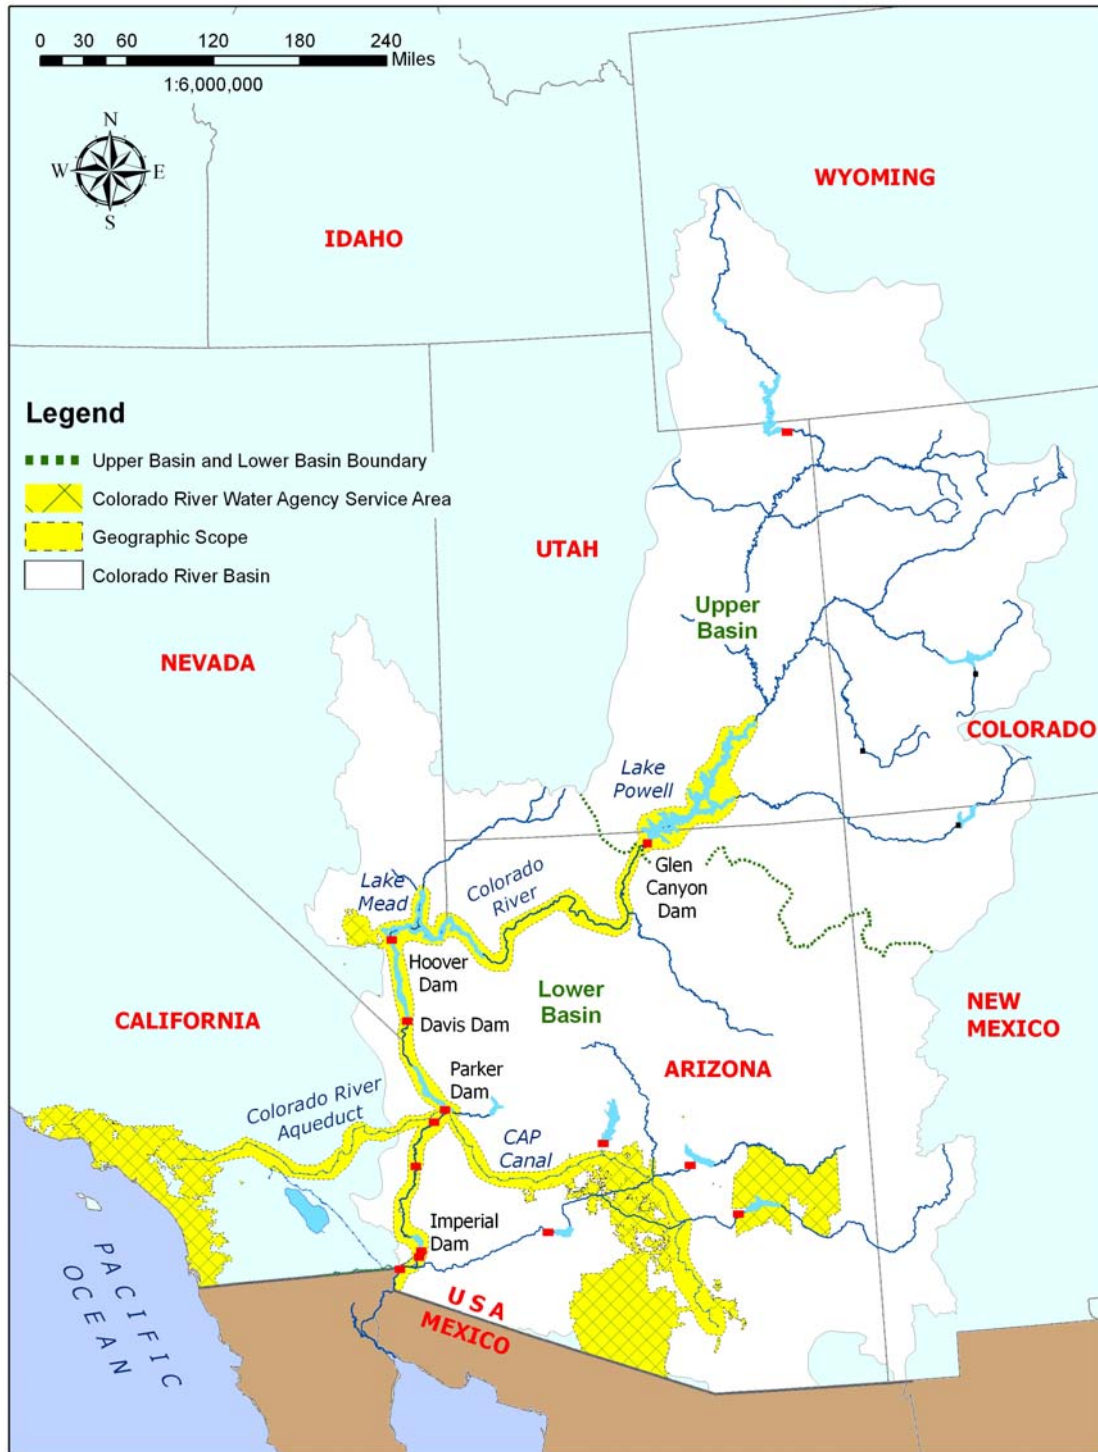 0 30 60 120 180 240
Miles
1:6,000,000
N
W E
S
WYOMING
IDAHO
Legend
Upper Basin and Lower Basin Boundary
Colorado River Water Agency Service Area
Geographic Scope
Colorado River Basin
UTAH
Upper
Basin
NEVADA
COLORADO
Lake
Powell
Glen
Canyon
Dam
Colorado
River
Lake
Mead
Hoover
Dam
Lower
Basin
NEW
MEXICO
CALIFORNIA
Davis Dam
ARIZONA
Parker
Dam
Colorado River
Aqueduct
CAP
Canal
Imperial
Dam
PACIFIC
OCEAN
USA
MEXICO